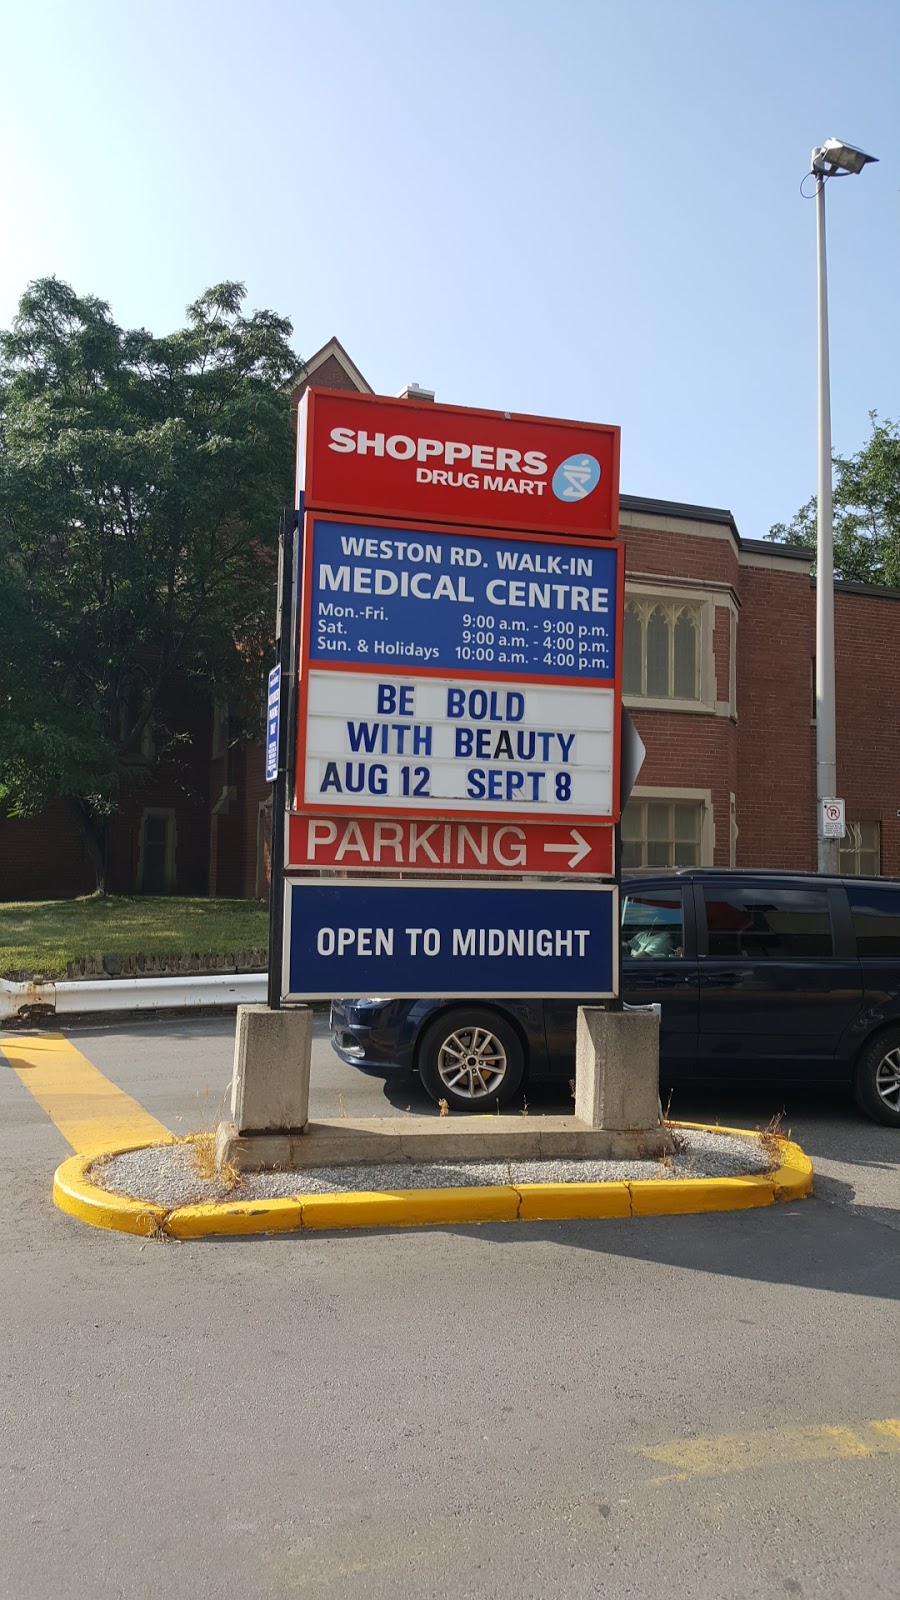 SHOPPERS
DRUG MART
WESTON RD. WALK-IN
MEDICAL CENTRE
Mon.-Fri. 9:00 a.m. - 9:00 p.m.
Sat. 9:00 a.m. - 4:00 p.m.
Sun. & Holidays 10:00 a.m. - 4:00 p.m.
BE BOLD
WITH BEAUTY
AUG 12 SEPT 8
PARKING →
OPEN TO MIDNIGHT